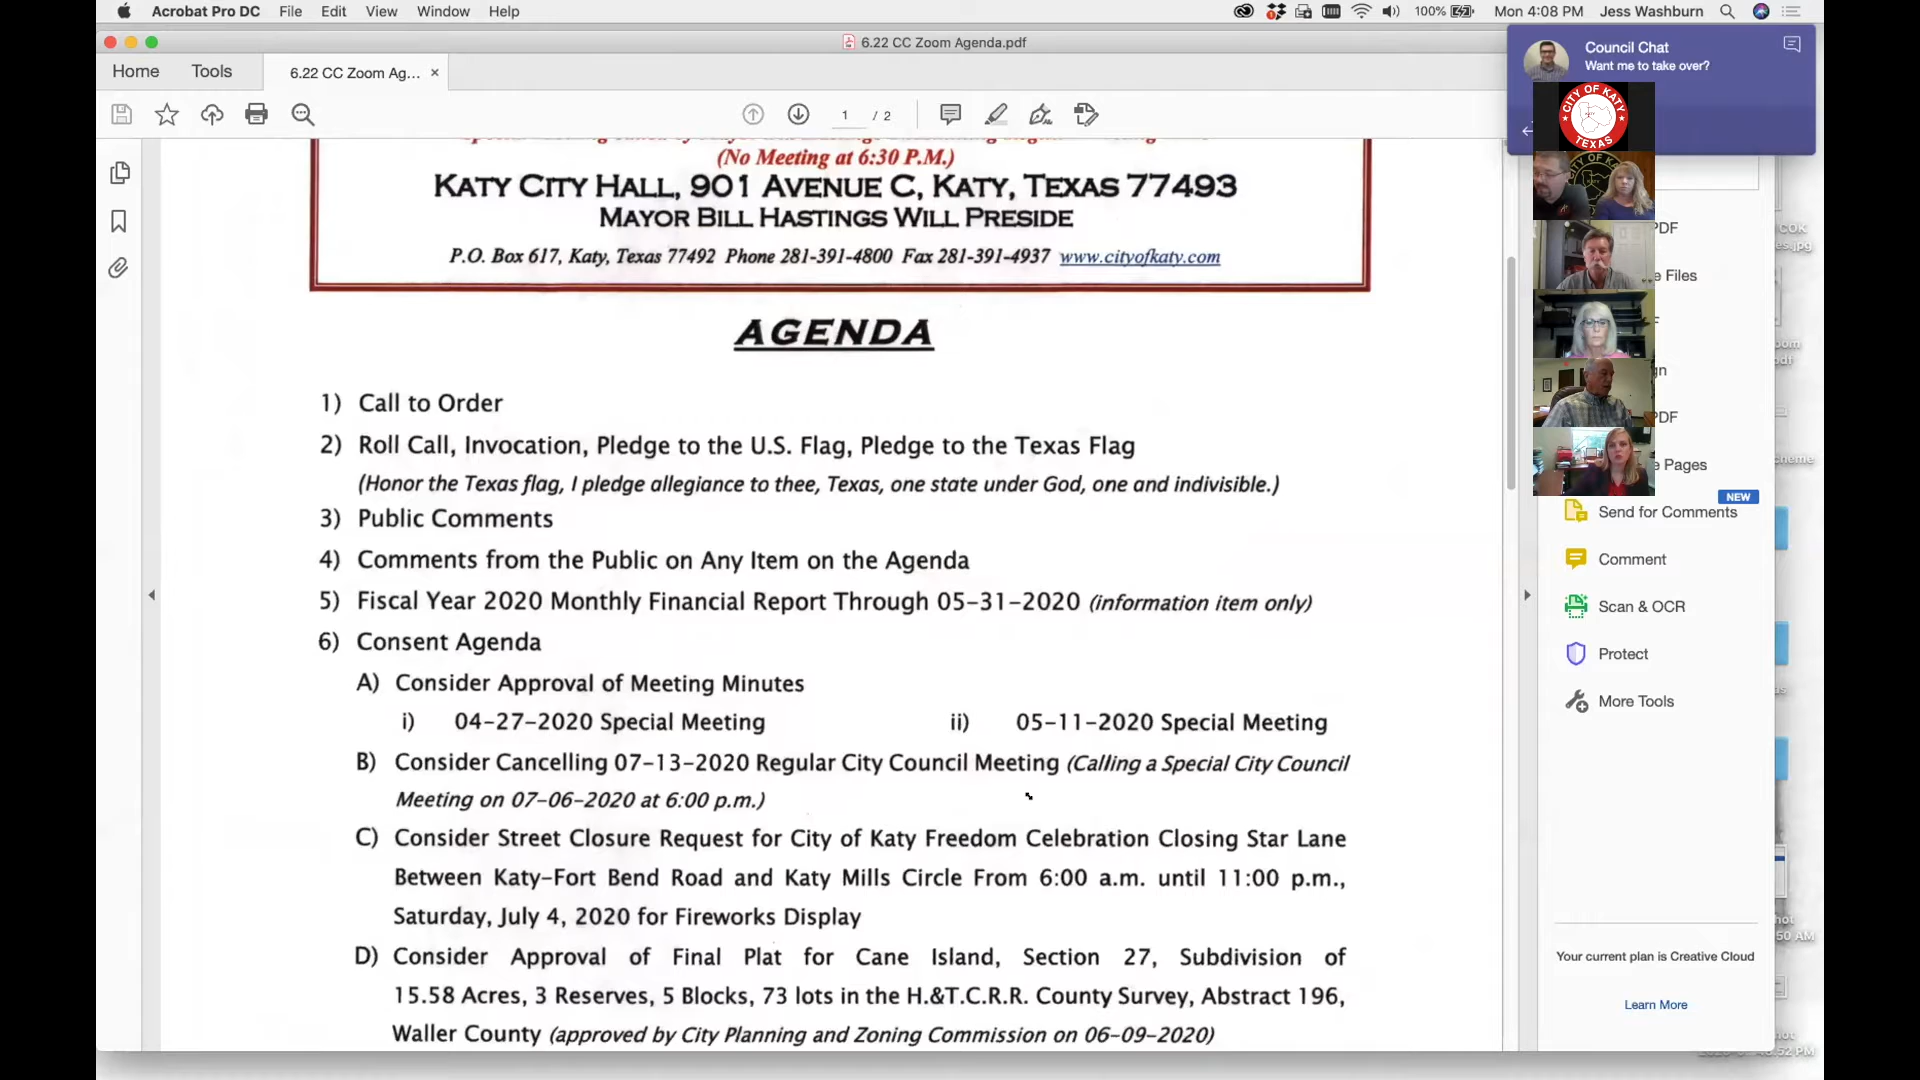 Acrobat Pro DC File Edit View Window Help 100% Mon 4:08 PM Jess Washburn
6.22 CC Zoom Agenda.pdf
Council Chat
Want me to take over?
Home Tools 6.22 CC Zoom Ag... ×
1 / 2
CITY OF KATY
TEXAS
(No Meeting at 6:30 P.M.)
KATY CITY HALL, 901 AVENUE C, KATY, TEXAS 77493
MAYOR BILL HASTINGS WILL PRESIDE
P.O. Box 617, Katy, Texas 77492 Phone 281-391-4800 Fax 281-391-4937 www.cityofkaty.com
AGENDA
1) Call to Order
2) Roll Call, Invocation, Pledge to the U.S. Flag, Pledge to the Texas Flag
(Honor the Texas flag, I pledge allegiance to thee, Texas, one state under God, one and indivisible.)
3) Public Comments
4) Comments from the Public on Any Item on the Agenda
5) Fiscal Year 2020 Monthly Financial Report Through 05-31-2020 (information item only)
6) Consent Agenda
A) Consider Approval of Meeting Minutes
i) 04-27-2020 Special Meeting ii) 05-11-2020 Special Meeting
B) Consider Cancelling 07-13-2020 Regular City Council Meeting (Calling a Special City Council
Meeting on 07-06-2020 at 6:00 p.m.)
C) Consider Street Closure Request for City of Katy Freedom Celebration Closing Star Lane
Between Katy-Fort Bend Road and Katy Mills Circle From 6:00 a.m. until 11:00 p.m.,
Saturday, July 4, 2020 for Fireworks Display
D) Consider Approval of Final Plat for Cane Island, Section 27, Subdivision of
15.58 Acres, 3 Reserves, 5 Blocks, 73 lots in the H.&T.C.R.R. County Survey, Abstract 196,
Waller County (approved by City Planning and Zoning Commission on 06-09-2020)
PDF
Files
PDF
Pages
NEW
Send for Comments
Comment
Scan & OCR
Protect
More Tools
Your current plan is Creative Cloud
Learn More
COK